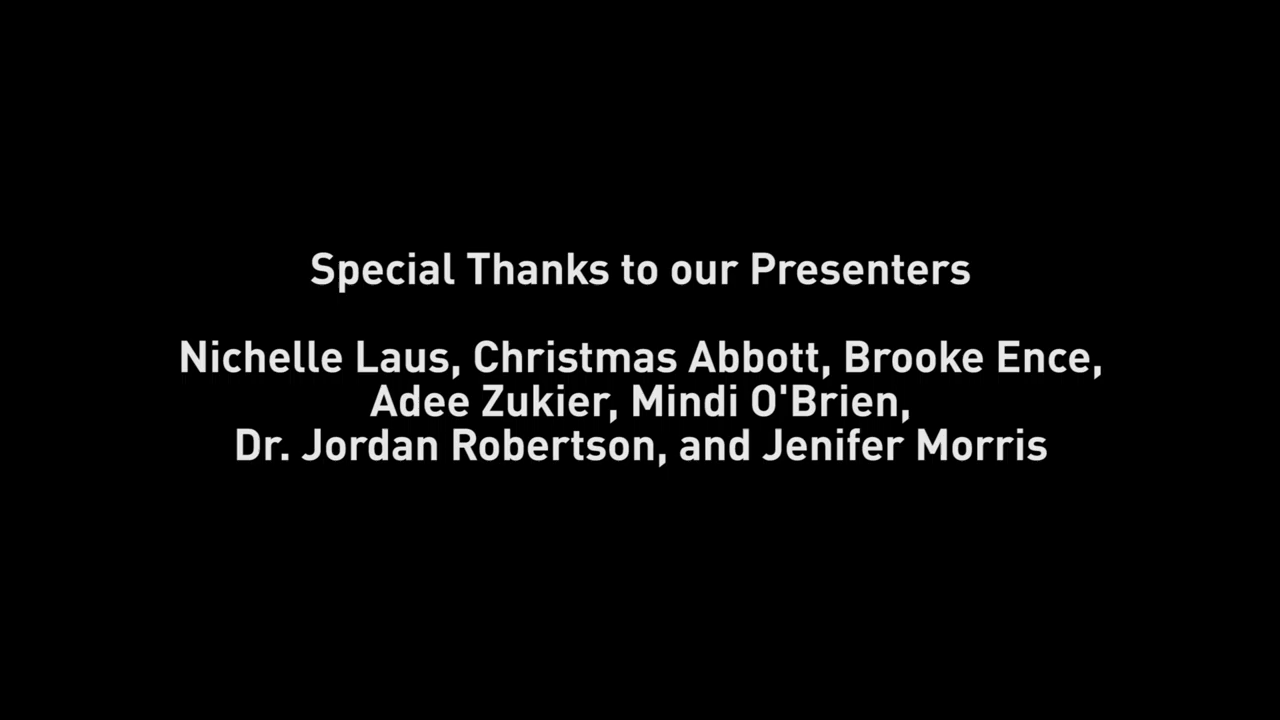 Special Thanks to our Presenters
Nichelle Laus, Christmas Abbott, Brooke Ence,
Adee Zukier, Mindi O'Brien,
Dr. Jordan Robertson, and Jenifer Morris